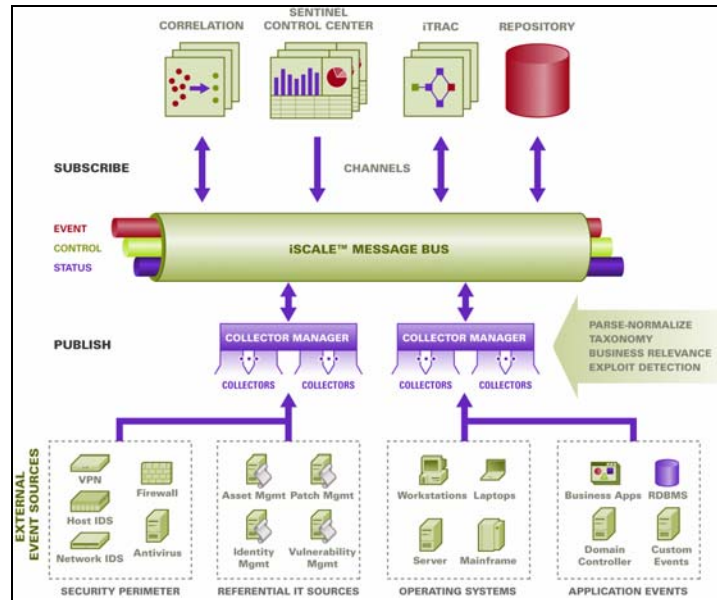 CORRELATION
SENTINEL
CONTROL CENTER
iTRAC
REPOSITORY
SUBSCRIBE
CHANNELS
EVENT
CONTROL
STATUS
iSCALE™ MESSAGE BUS
PUBLISH
COLLECTOR MANAGER
COLLECTORS COLLECTORS
COLLECTOR MANAGER
COLLECTORS COLLECTORS
PARSE-NORMALIZE
TAXONOMY
BUSINESS RELEVANCE
EXPLOIT DETECTION
EXTERNAL
EVENT SOURCES
VPN
Firewall
Host IDS
Network IDS
Antivirus
SECURITY PERIMETER
Asset Mgmt
Patch Mgmt
Identity
Mgmt
Vulnerability
Mgmt
REFERENTIAL IT SOURCES
Workstations
Laptops
Server
Mainframe
OPERATING SYSTEMS
Business Apps
RDBMS
Domain
Controller
Custom
Events
APPLICATION EVENTS